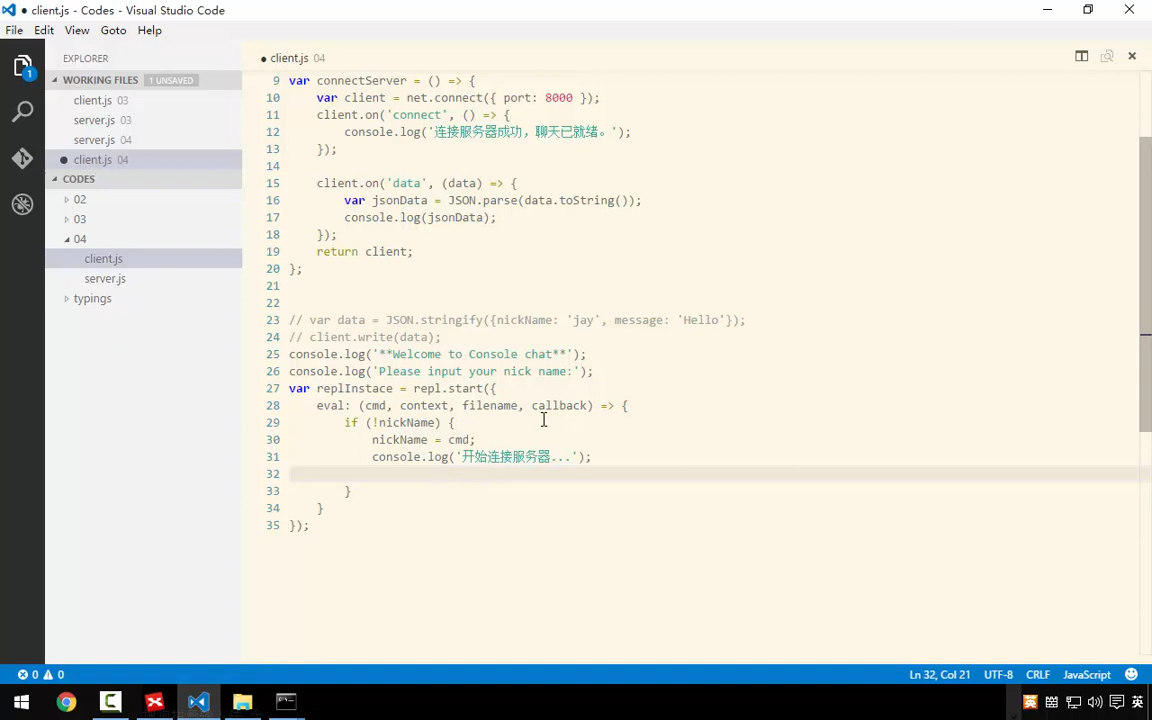 ● client.js - Codes - Visual Studio Code
File Edit View Goto Help
EXPLORER
WORKING FILES 1 UNSAVED
client.js 03
server.js 03
server.js 04
client.js 04
CODES
02
03
04
client.js
server.js
typings
● client.js 04
9 var connectServer = () => {
10 var client = net.connect({ port: 8000 });
11 client.on('connect', () => {
12 console.log('连接服务器成功，聊天已就绪。');
13 });
14
15 client.on('data', (data) => {
16 var jsonData = JSON.parse(data.toString());
17 console.log(jsonData);
18 });
19 return client;
20 };
21
22
23 // var data = JSON.stringify({nickName: 'jay', message: 'Hello'});
24 // client.write(data);
25 console.log('**Welcome to Console chat**');
26 console.log('Please input your nick name:');
27 var replInstace = repl.start({
28 eval: (cmd, context, filename, callback) => {
29 if (!nickName) {
30 nickName = cmd;
31 console.log('开始连接服务器...');
32
33 }
34 }
35 });
0 0
Ln 32, Col 21 UTF-8 CRLF JavaScript
1
英 英